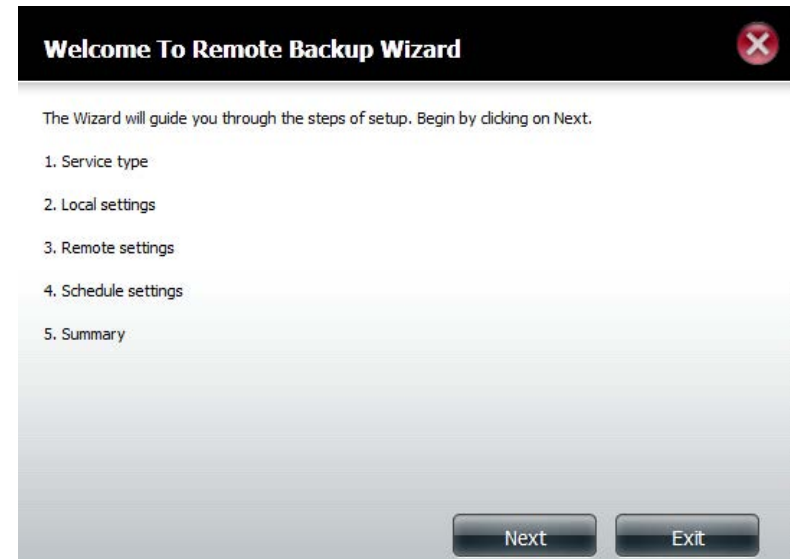 Welcome To Remote Backup Wizard
The Wizard will guide you through the steps of setup. Begin by clicking on Next.
1. Service type
2. Local settings
3. Remote settings
4. Schedule settings
5. Summary
Next
Exit